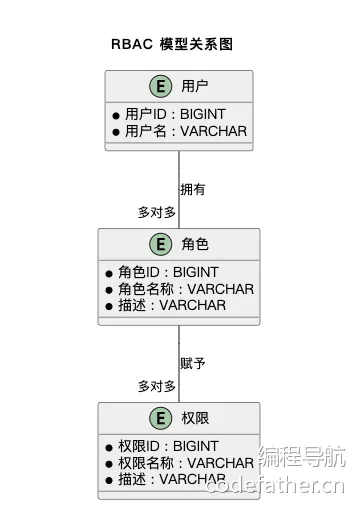 RBAC 模型关系图
E 用户
● 用户ID：BIGINT
● 用户名：VARCHAR
拥有
多对多
E 角色
● 角色ID：BIGINT
● 角色名称：VARCHAR
● 描述：VARCHAR
赋予
多对多
E 权限
● 权限ID：BIGINT
● 权限名称：VARCHAR
● 描述：VARCHAR
编程导航
codefather.cn